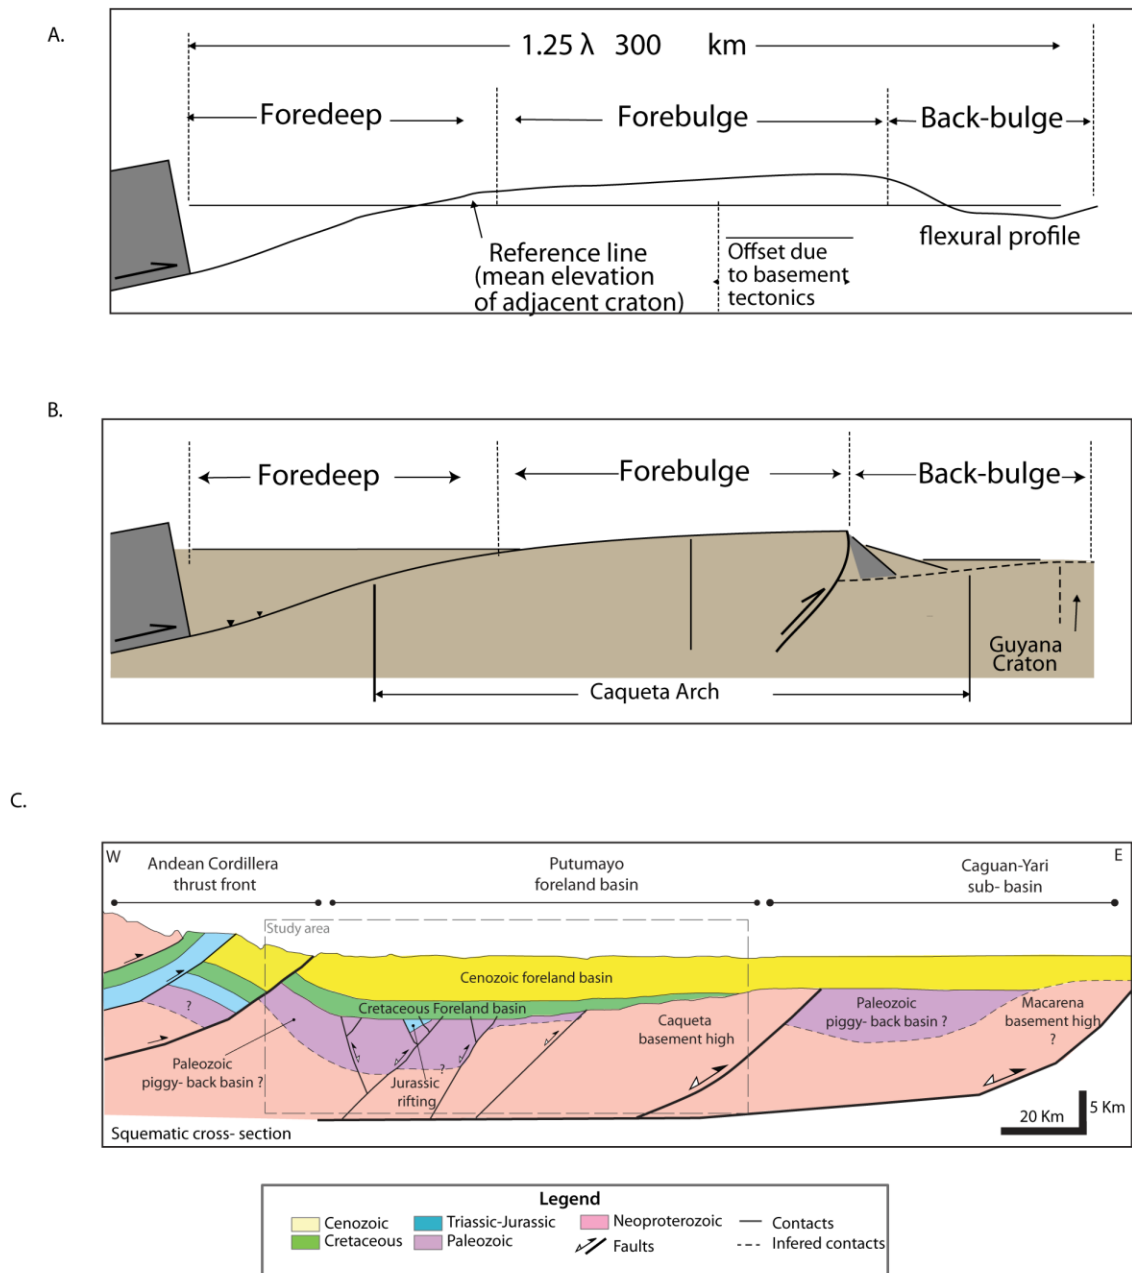 A.
1.25 λ 300 km
Foredeep
Forebulge
Back-bulge
Reference line
(mean elevation
of adjacent craton)
Offset due
to basement
tectonics
flexural profile
B.
Foredeep
Forebulge
Back-bulge
Guyana
Craton
Caqueta Arch
C.
W
E
Andean Cordillera
thrust front
Putumayo
foreland basin
Caguan-Yari
sub- basin
Study area
Cenozoic foreland basin
Cretaceous Foreland basin
Paleozoic
piggy- back basin ?
?
?
Jurassic
rifting
Caqueta
basement high
Paleozoic
piggy- back basin ?
Macarena
basement high
?
5 Km
20 Km
Squematic cross- section
Legend
Cenozoic
Triassic-Jurassic
Neoproterozoic
Contacts
Cretaceous
Paleozoic
Faults
Infered contacts